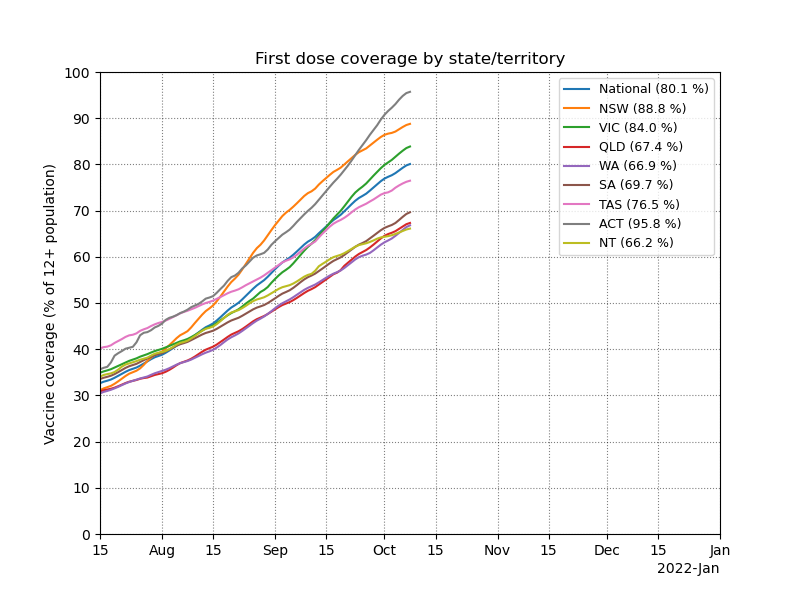 First dose coverage by state/territory
Vaccine coverage (% of 12+ population)
100
90
80
70
60
50
40
30
20
10
0
National (80.1 %)
NSW (88.8 %)
VIC (84.0 %)
QLD (67.4 %)
WA (66.9 %)
SA (69.7 %)
TAS (76.5 %)
ACT (95.8 %)
NT (66.2 %)
15 Aug 15 Sep 15 Oct 15 Nov 15 Dec 15 Jan
2022-Jan